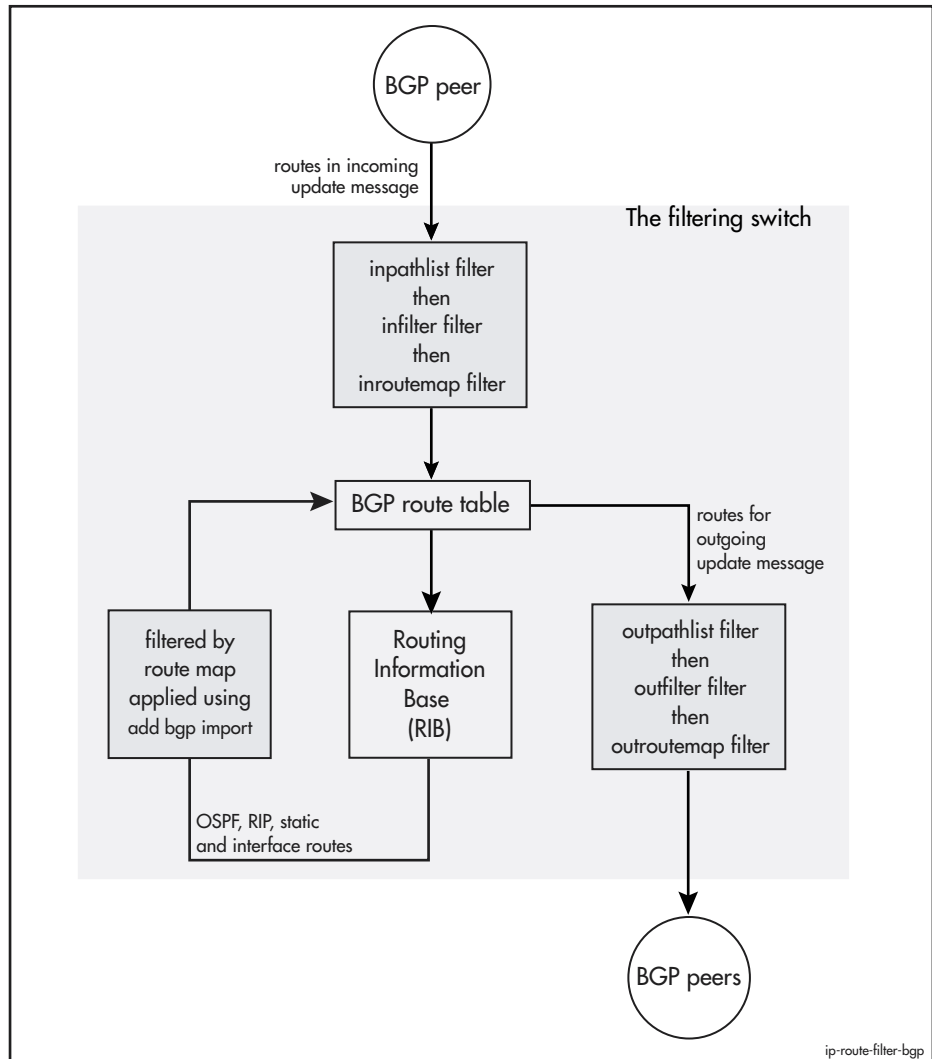 BGP peer
routes in incoming
update message
The filtering switch
inpathlist filter
then
infilter filter
then
inroutemap filter
BGP route table
routes for
outgoing
update message
filtered by
route map
applied using
add bgp import
Routing
Information
Base
(RIB)
outpathlist filter
then
outfilter filter
then
outroutemap filter
OSPF, RIP, static
and interface routes
BGP peers
ip-route-filter-bgp